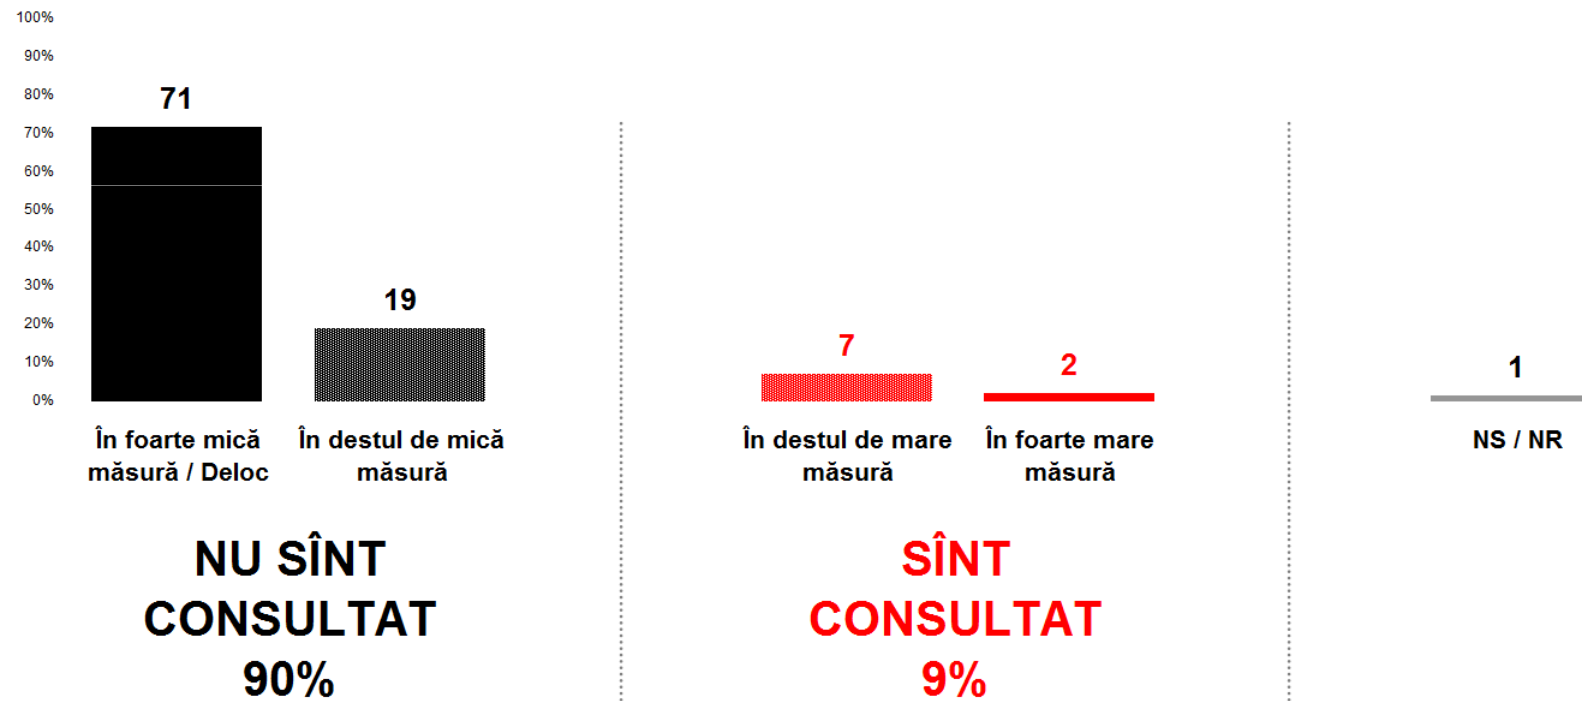 100%
90%
80%
70%
60%
50%
40%
30%
20%
10%
0%
71
19
7
2
1
În foarte mică
măsură / Deloc
În destul de mică
măsură
În destul de mare
măsură
În foarte mare
măsură
NS / NR
NU SÎNT
CONSULTAT
90%
SÎNT
CONSULTAT
9%